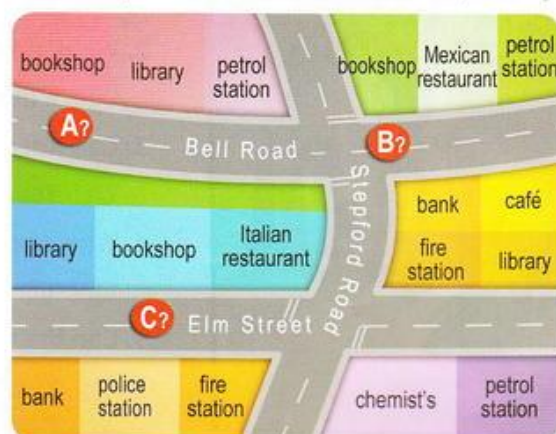 bookshop
library
petrol
station
bookshop
Mexican
restaurant
petrol
station
A?
Bell Road
B?
Stepford Road
library
bookshop
Italian
restaurant
bank
café
fire
station
library
C?
Elm Street
bank
police
station
fire
station
chemist's
petrol
station